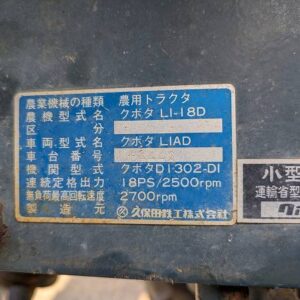 農業機械の種類 農用トラクタ
農機型式名 クボタ L1-18D
区分
車両型式名 クボタ L1AD
車台番号
機関型式 クボタD1302-DI
連続定格出力 18PS/2500rpm
無負荷最高回転速度 2700rpm
製造元 久保田鉄工株式会社
小型
運輸省型